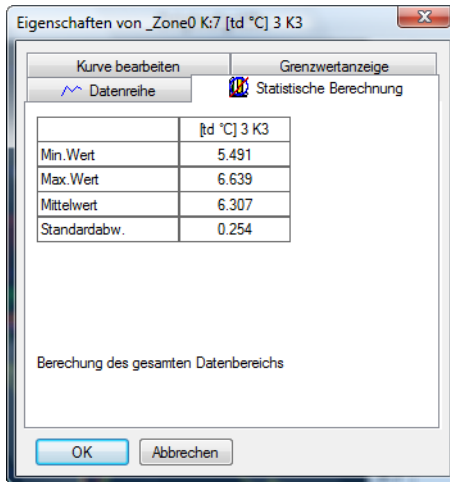 Eigenschaften von _Zone0 K:7 [td °C] 3 K3
x
Kurve bearbeiten Grenzwertanzeige
Datenreihe Statistische Berechnung
[td °C] 3 K3
Min.Wert 5.491
Max.Wert 6.639
Mittelwert 6.307
Standardabw. 0.254
Berechung des gesamten Datenbereichs
OK Abbrechen